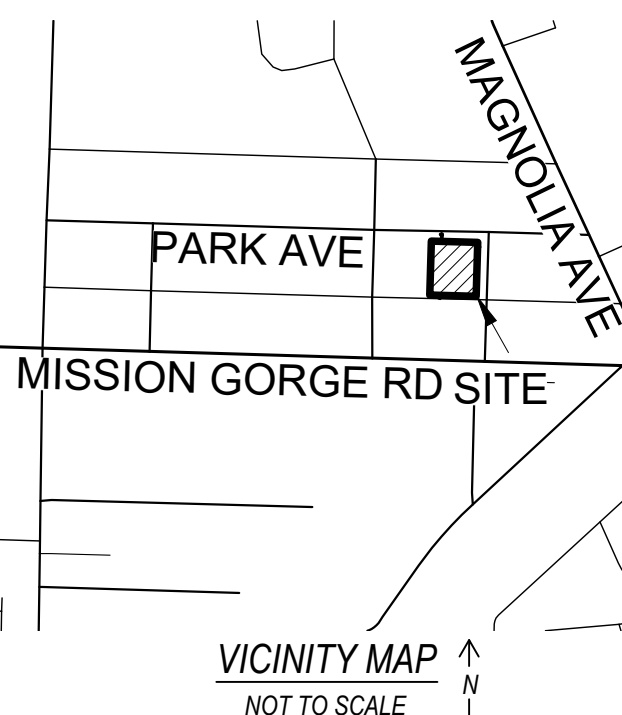 MAGNOLIA AVE
PARK AVE
MISSION GORGE RD
SITE
VICINITY MAP
NOT TO SCALE
N